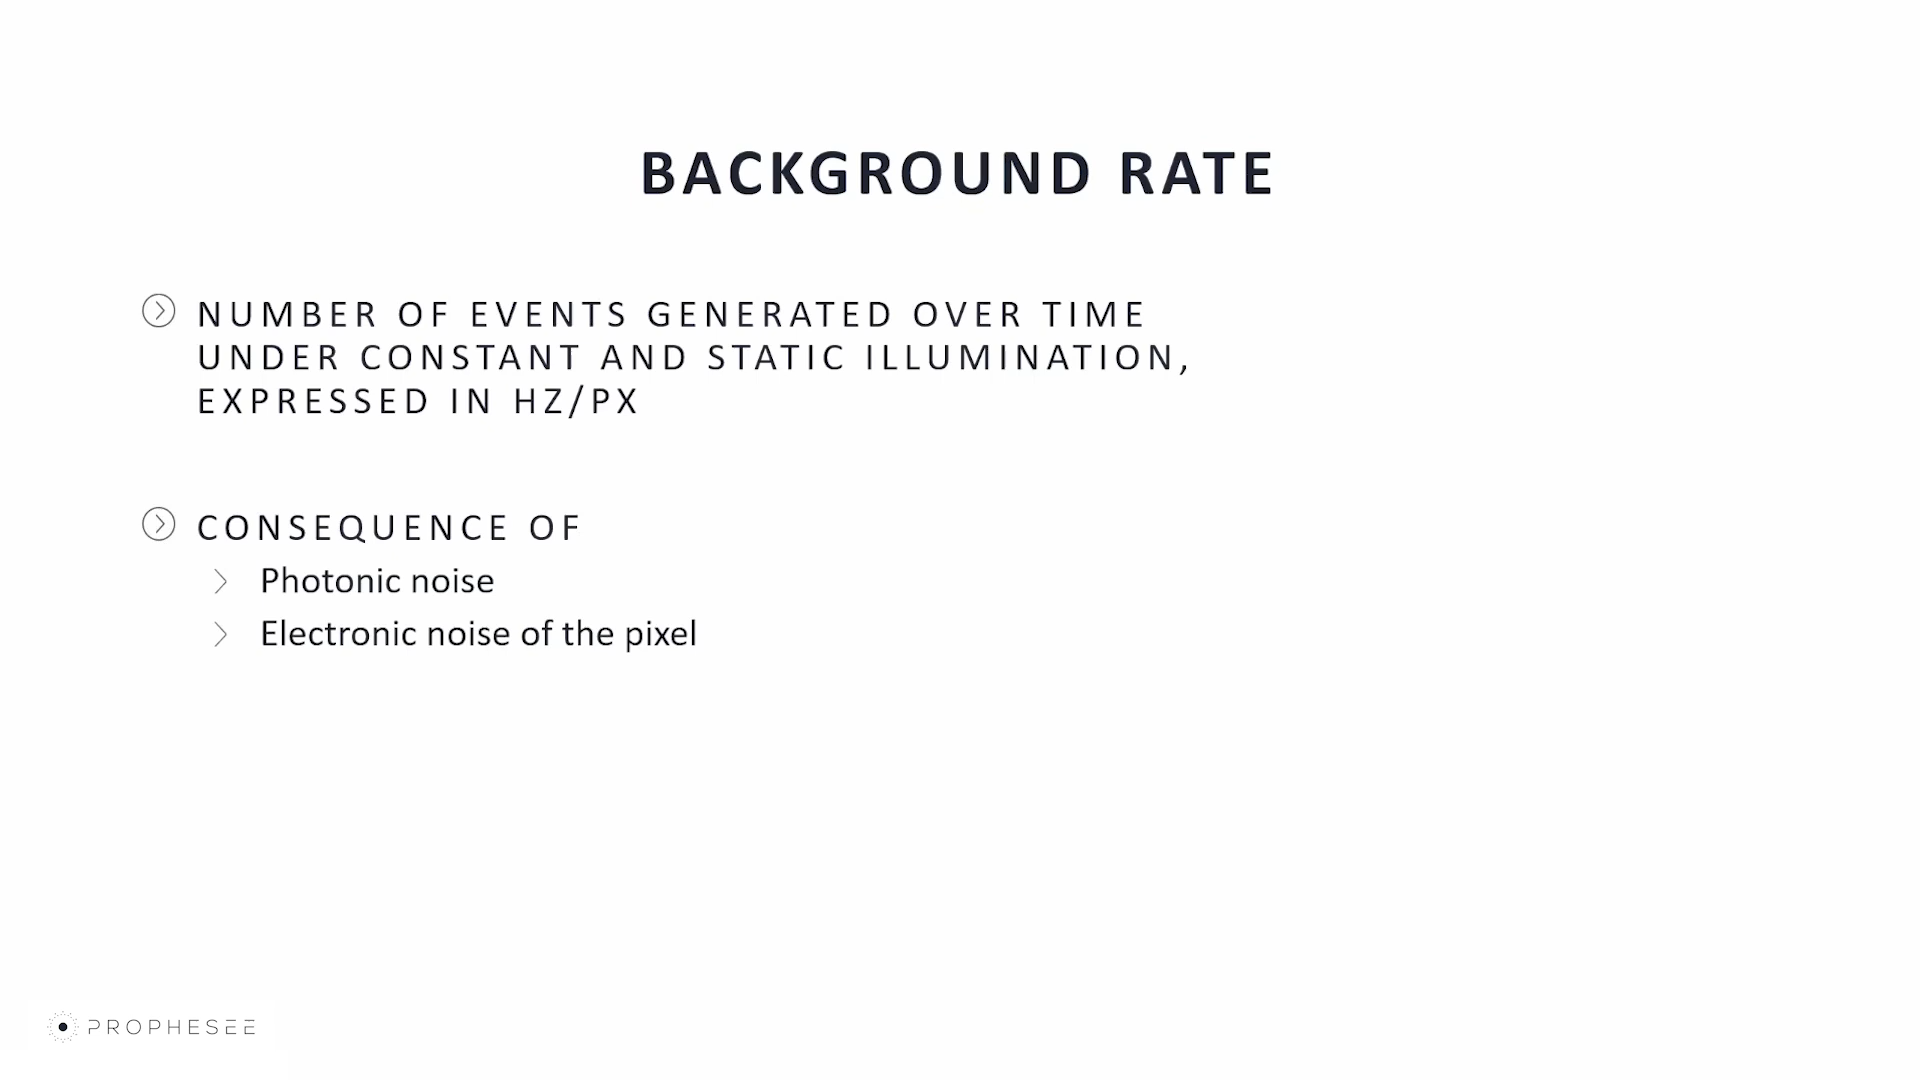 BACKGROUND RATE
NUMBER OF EVENTS GENERATED OVER TIME
UNDER CONSTANT AND STATIC ILLUMINATION,
EXPRESSED IN HZ/PX
CONSEQUENCE OF
Photonic noise
Electronic noise of the pixel
PROPHESEE